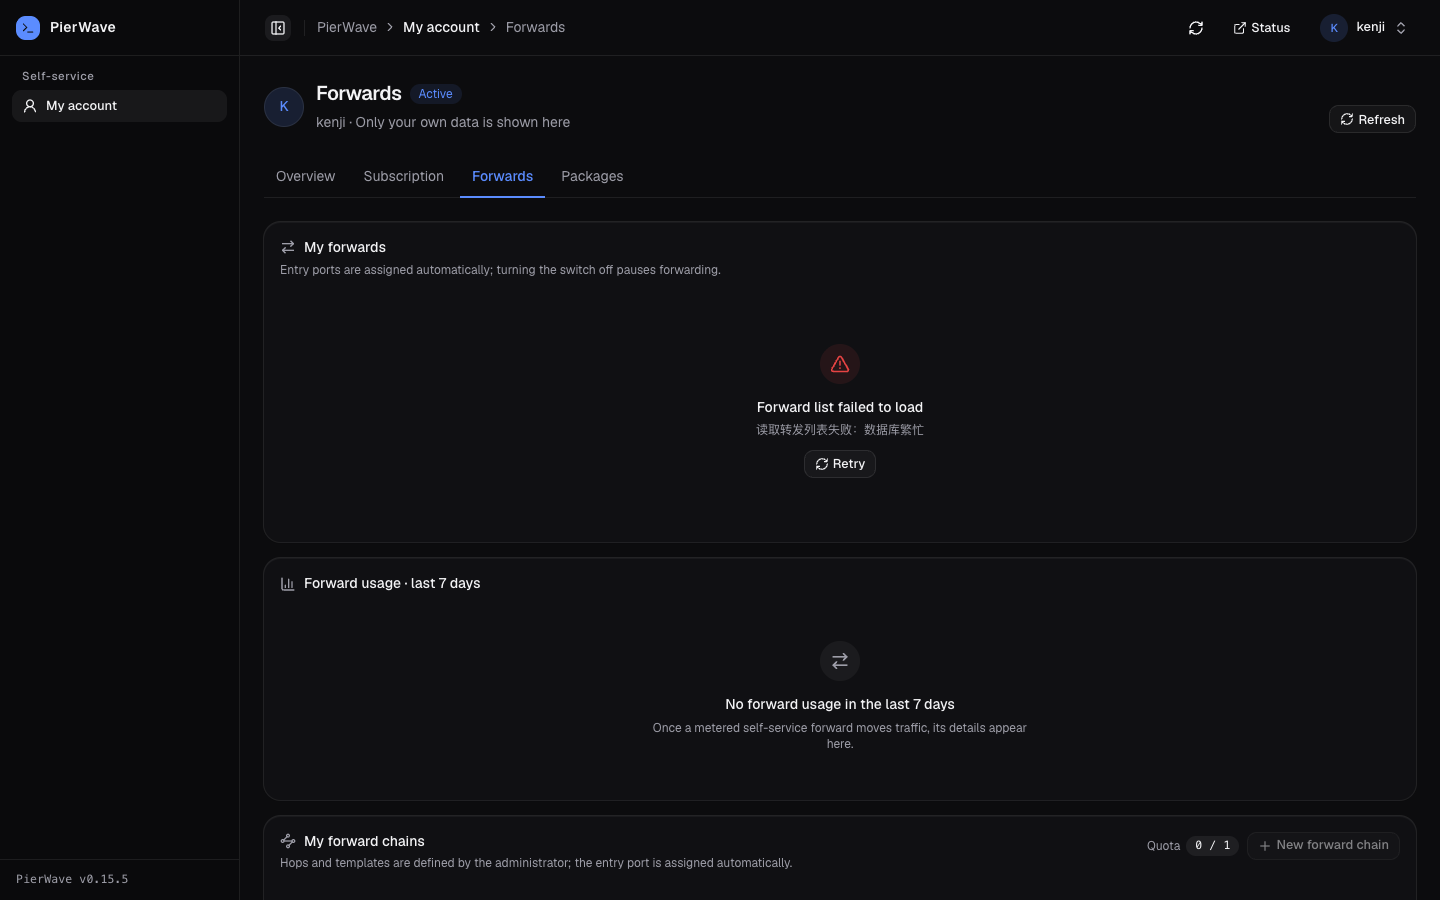 PierWave
PierWave > My account > Forwards
Status
K
kenji
Self-service
My account
K
Forwards
Active
kenji · Only your own data is shown here
Refresh
Overview
Subscription
Forwards
Packages
My forwards
Entry ports are assigned automatically; turning the switch off pauses forwarding.
Forward list failed to load
读取转发列表失败：数据库繁忙
Retry
Forward usage · last 7 days
No forward usage in the last 7 days
Once a metered self-service forward moves traffic, its details appear
here.
My forward chains
Hops and templates are defined by the administrator; the entry port is assigned automatically.
Quota 0 / 1
New forward chain
PierWave v0.15.5